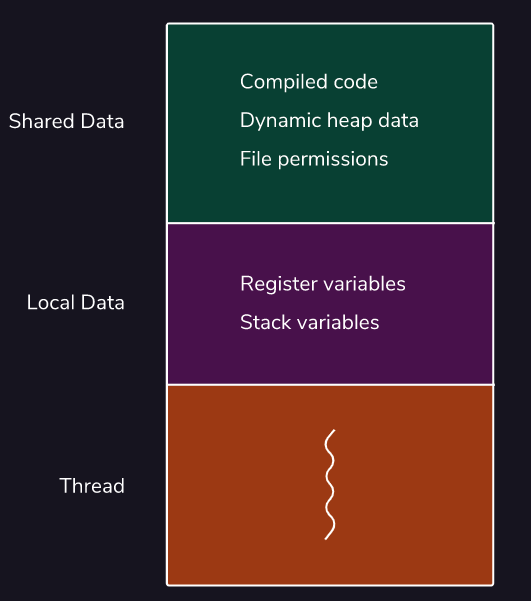 Shared Data
Compiled code
Dynamic heap data
File permissions
Local Data
Register variables
Stack variables
Thread